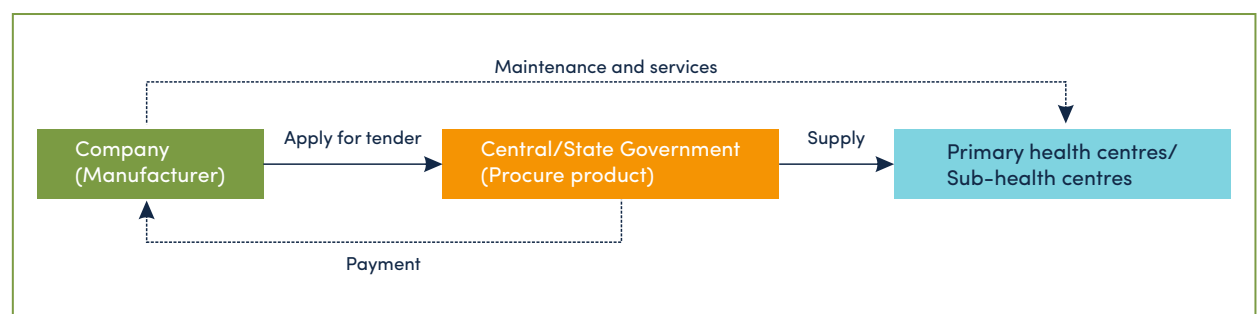 Maintenance and services
Company
(Manufacturer)
Apply for tender
Central/State Government
(Procure product)
Supply
Primary health centres/
Sub-health centres
Payment